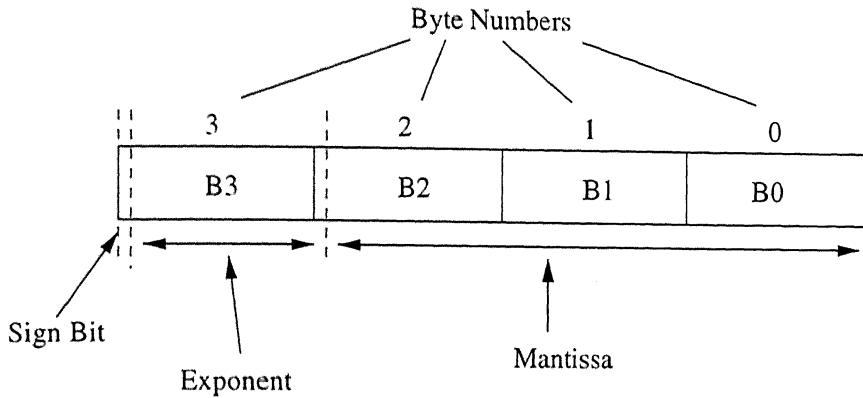 Byte Numbers
3 2 1 0
B3 B2 B1 B0
Sign Bit
Mantissa
Exponent